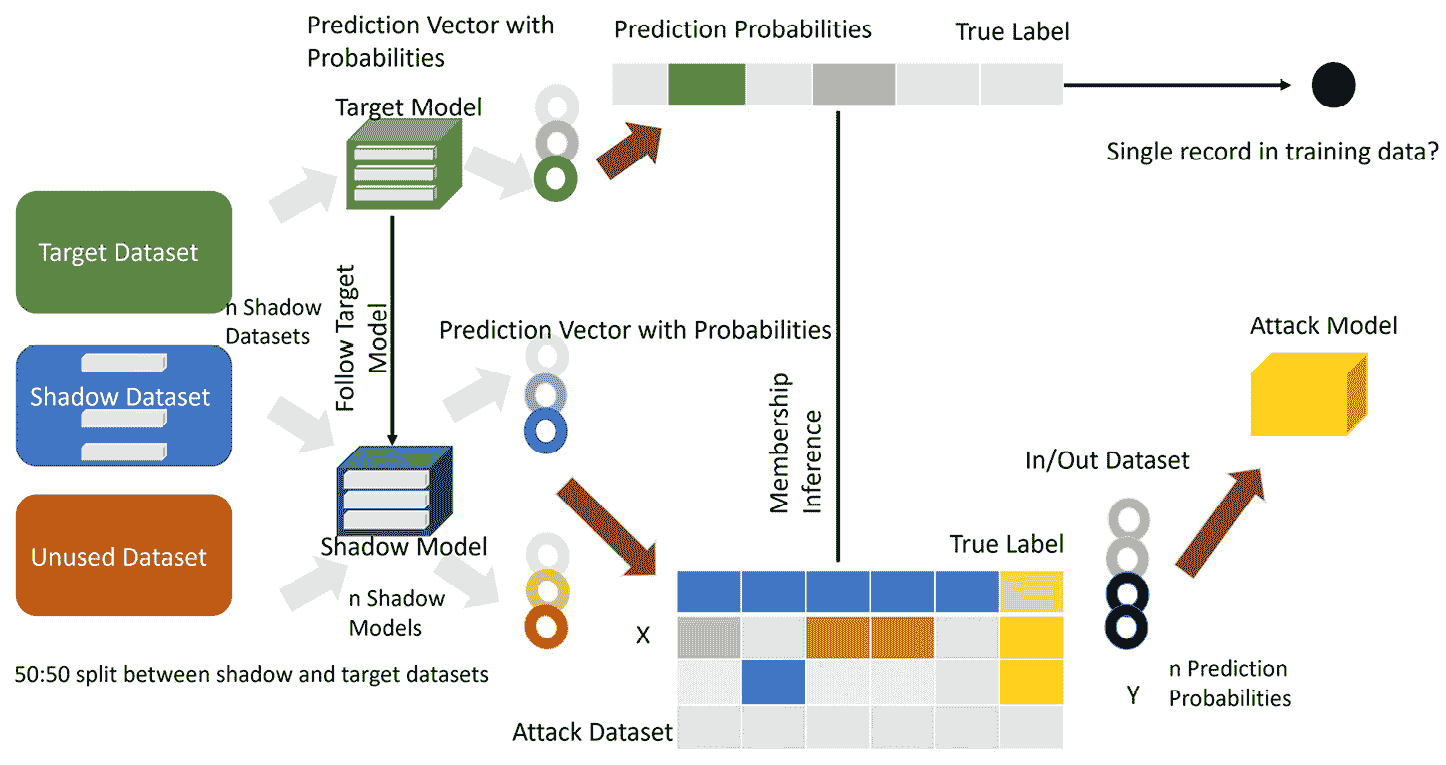 Prediction Vector with
Probabilities
Prediction Probabilities
True Label
Target Model
Single record in training data?
Target Dataset
n Shadow
Datasets
Follow Target
Model
Prediction Vector with Probabilities
Attack Model
Shadow Dataset
Membership
Inference
In/Out Dataset
Unused Dataset
Shadow Model
True Label
n Shadow
Models
X
50:50 split between shadow and target datasets
n Prediction
Probabilities
Y
Attack Dataset